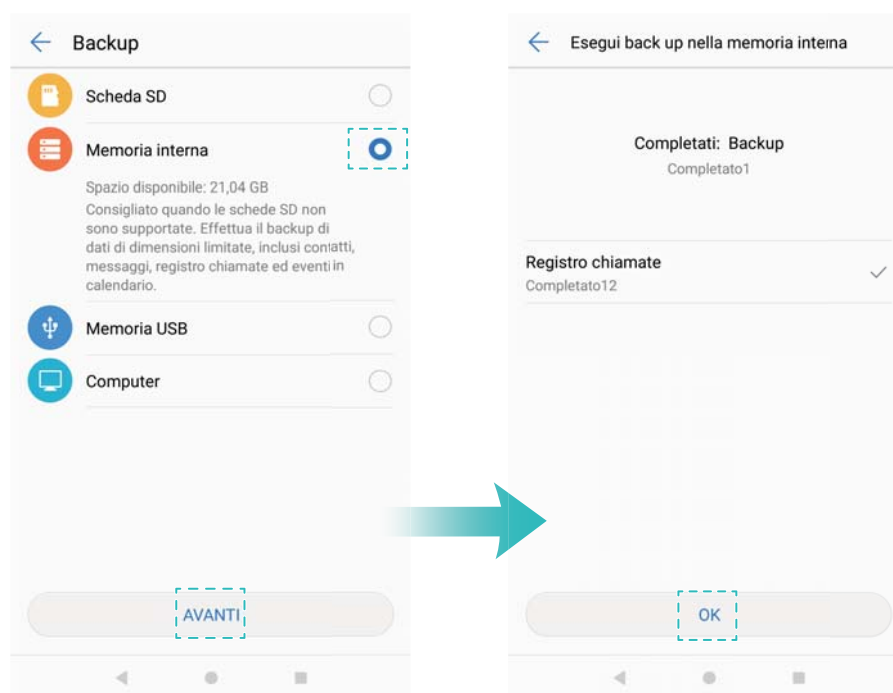 Backup
Scheda SD
Memoria interna
Spazio disponibile: 21,04 GB
Consigliato quando le schede SD non
sono supportate. Effettua il backup di
dati di dimensioni limitate, inclusi contatti,
messaggi, registro chiamate ed eventi in
calendario.
Memoria USB
Computer
AVANTI
Esegui back up nella memoria interna
Completati: Backup
Completato1
Registro chiamate
Completato12
OK